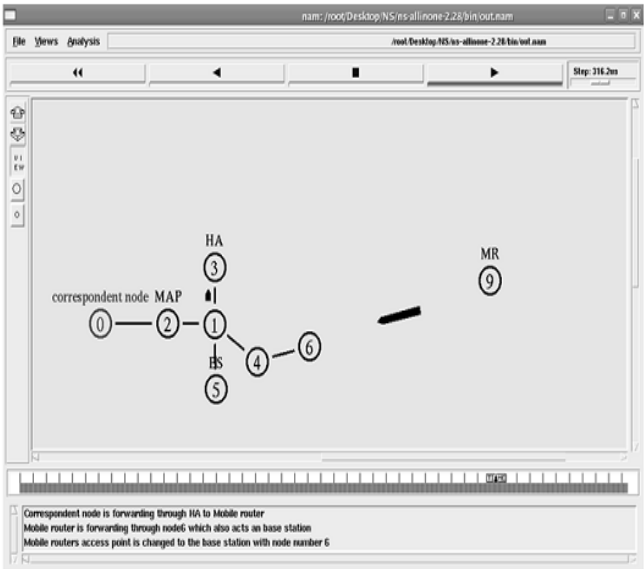 nam: /root/Desktop/NS/ns-allinone-2.28/bin/out.nam
File Views Analysis /root/Desktop/NS/ns-allinone-2.28/bin/out.nam
Step: 316.2ms
HA
3
MR
9
correspondent node MAP
0 2 1
6
4
BS
5
Correspondent node is forwarding through HA to Mobile router
Mobile router is forwarding through node6 which also acts an base station
Mobile routers access point is changed to the base station with node number 6